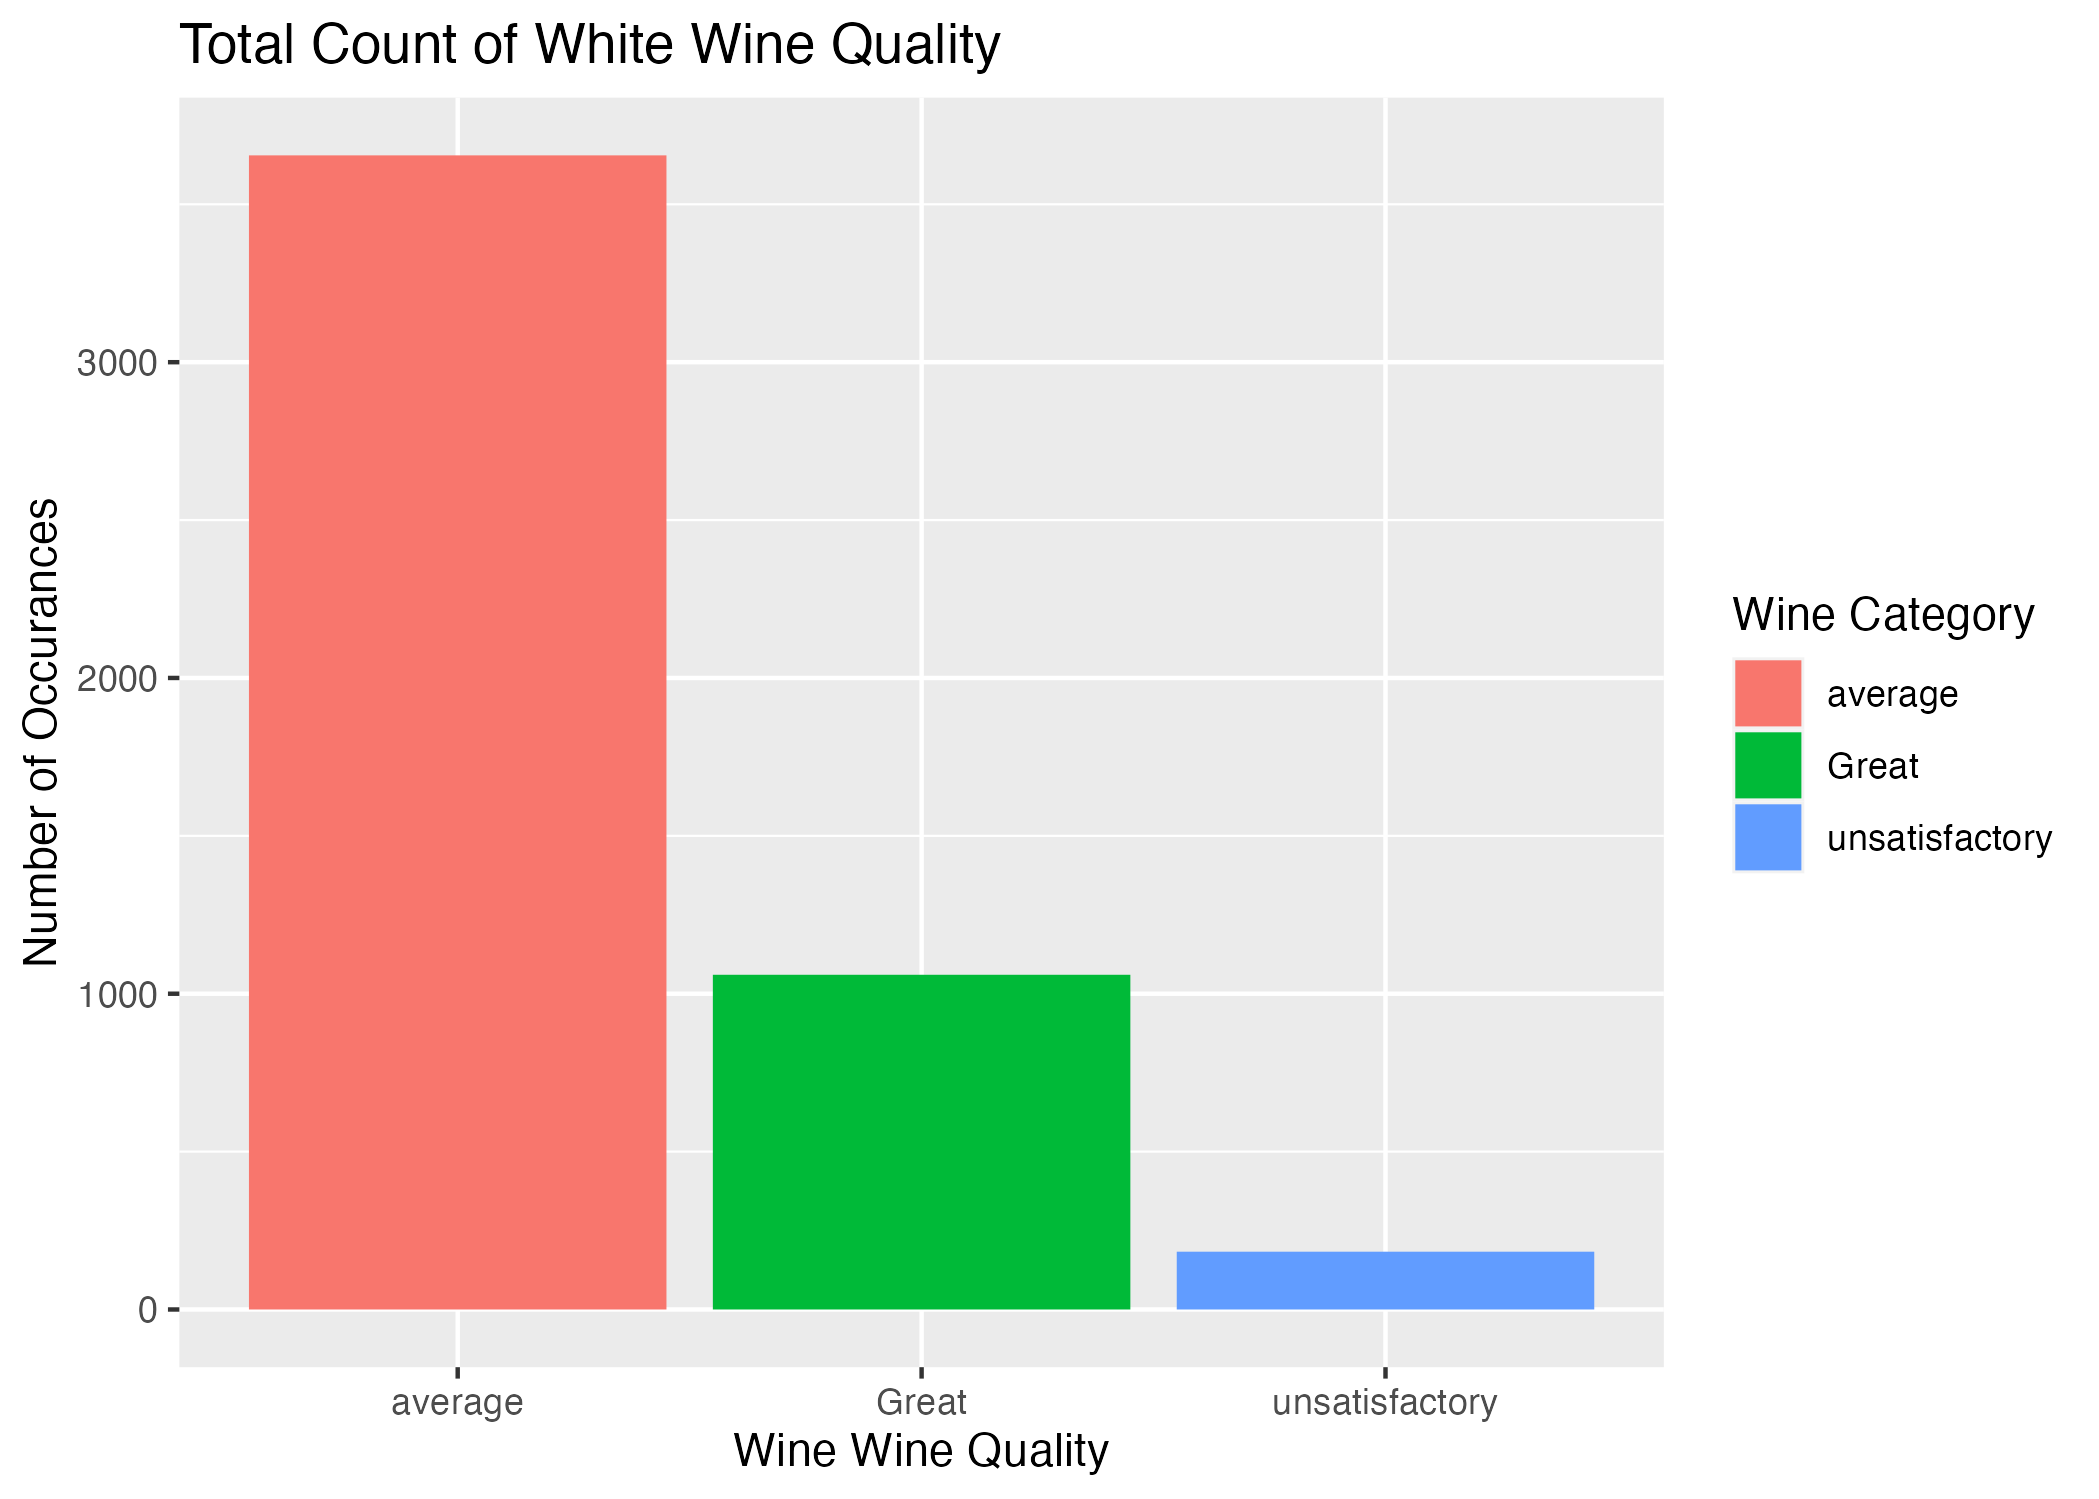 Total Count of White Wine Quality
Number of Occurances
3000
2000
1000
0
average
Great
unsatisfactory
Wine Wine Quality
Wine Category
average
Great
unsatisfactory